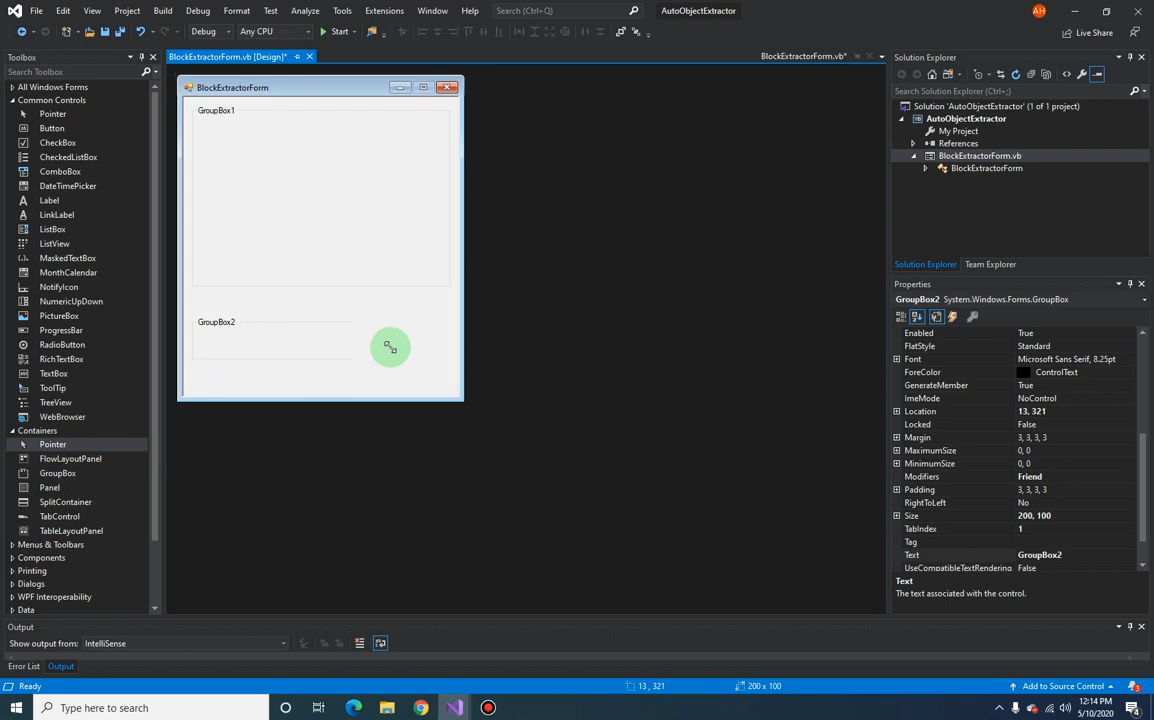 File Edit View Project Build Debug Format Test Analyze Tools Extensions Window Help Search (Ctrl+Q) AutoObjectExtractor AH
Debug Any CPU Start Live Share
Toolbox
Search Toolbox
All Windows Forms
Common Controls
Pointer
Button
CheckBox
CheckedListBox
ComboBox
DateTimePicker
Label
LinkLabel
ListBox
ListView
MaskedTextBox
MonthCalendar
NotifyIcon
NumericUpDown
PictureBox
ProgressBar
RadioButton
RichTextBox
TextBox
ToolTip
TreeView
WebBrowser
Containers
Pointer
FlowLayoutPanel
GroupBox
Panel
SplitContainer
TabControl
TableLayoutPanel
Menus & Toolbars
Components
Printing
Dialogs
WPF Interoperability
Data
BlockExtractorForm.vb [Design]*
BlockExtractorForm.vb*
BlockExtractorForm
GroupBox1
GroupBox2
Solution Explorer
Search Solution Explorer (Ctrl+;)
Solution 'AutoObjectExtractor' (1 of 1 project)
AutoObjectExtractor
My Project
References
BlockExtractorForm.vb
BlockExtractorForm
Solution Explorer Team Explorer
Properties
GroupBox2 System.Windows.Forms.GroupBox
Enabled True
FlatStyle Standard
Font Microsoft Sans Serif, 8.25pt
ForeColor ControlText
GenerateMember True
ImeMode NoControl
Location 13, 321
Locked False
Margin 3, 3, 3, 3
MaximumSize 0, 0
MinimumSize 0, 0
Modifiers Friend
Padding 3, 3, 3, 3
RightToLeft No
Size 200, 100
TabIndex 1
Tag
Text GroupBox2
UseCompatibleTextRendering False
Text
The text associated with the control.
Output
Show output from: IntelliSense
Error List Output
Ready 13 , 321 200 x 100 Add to Source Control 3
Type here to search
12:14 PM
5/10/2020
4